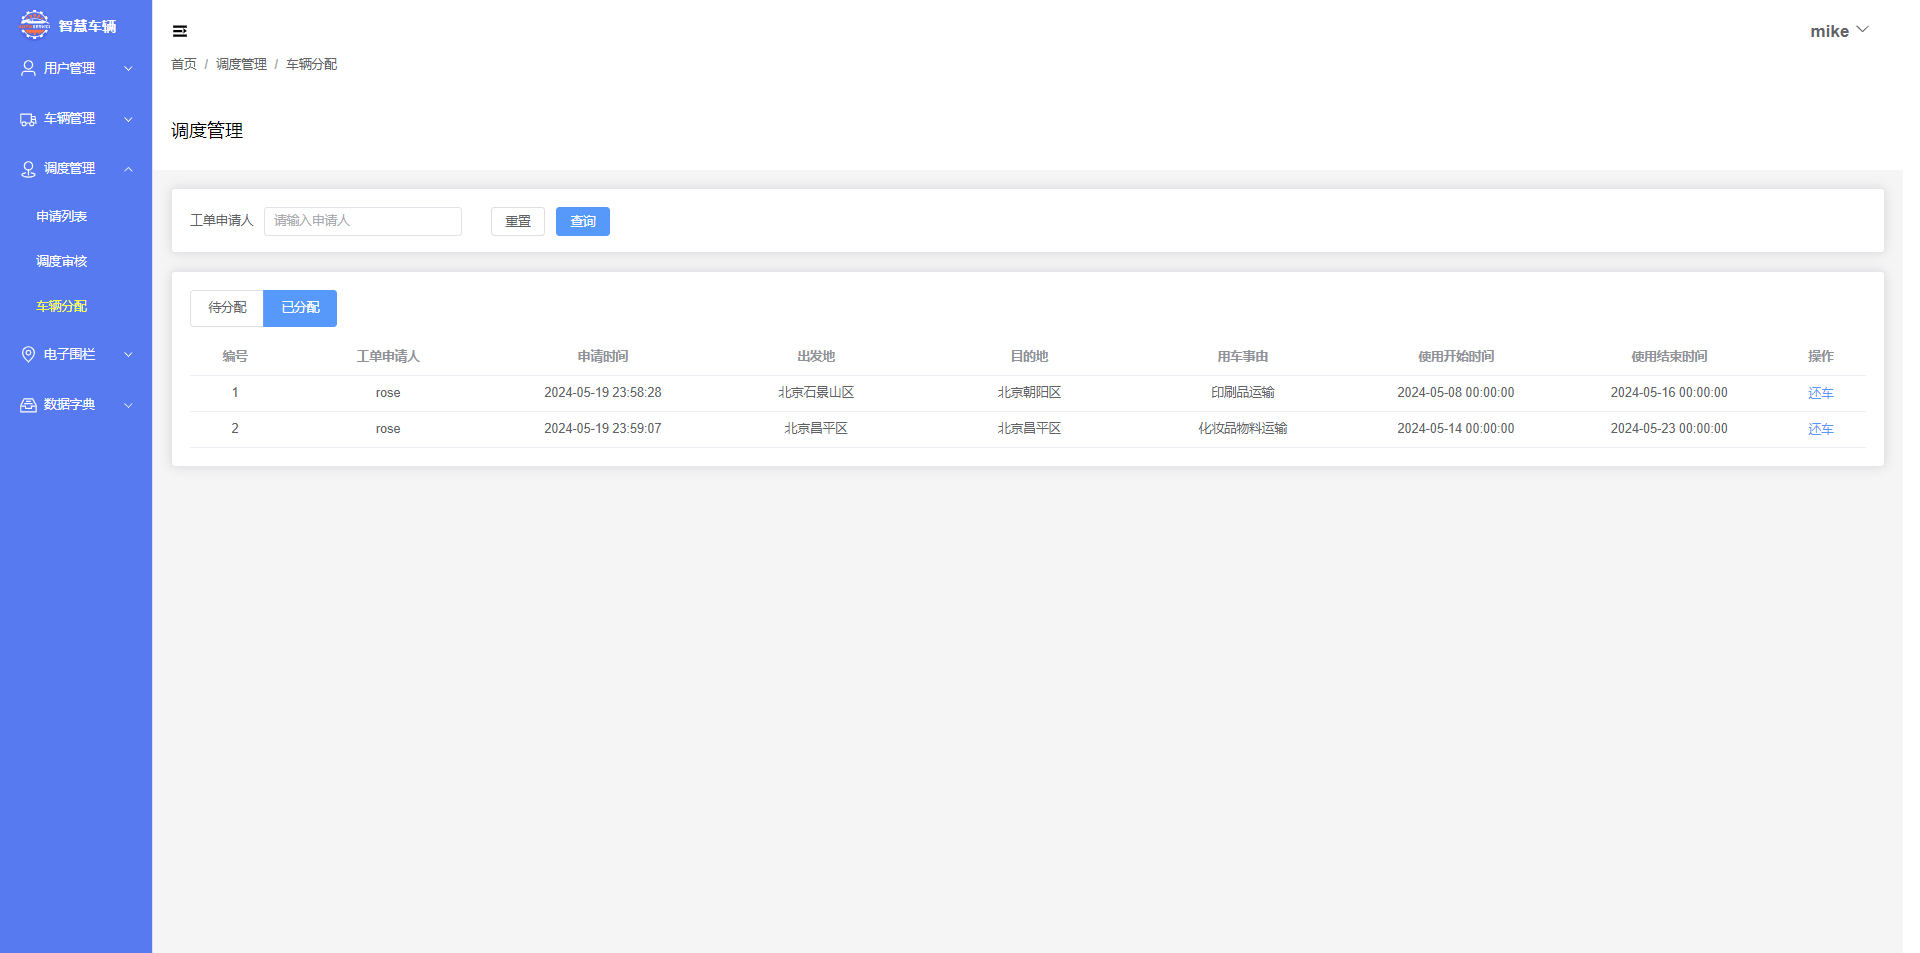 智慧车辆
用户管理
车辆管理
调度管理
申请列表
调度审核
车辆分配
电子围栏
数据字典
mike
首页 / 调度管理 / 车辆分配
调度管理
工单申请人 请输入申请人 重置 查询
待分配 已分配
编号 工单申请人 申请时间 出发地 目的地 用车事由 使用开始时间 使用结束时间 操作
1 rose 2024-05-19 23:58:28 北京石景山区 北京朝阳区 印刷品运输 2024-05-08 00:00:00 2024-05-16 00:00:00 还车
2 rose 2024-05-19 23:59:07 北京昌平区 北京昌平区 化妆品物料运输 2024-05-14 00:00:00 2024-05-23 00:00:00 还车